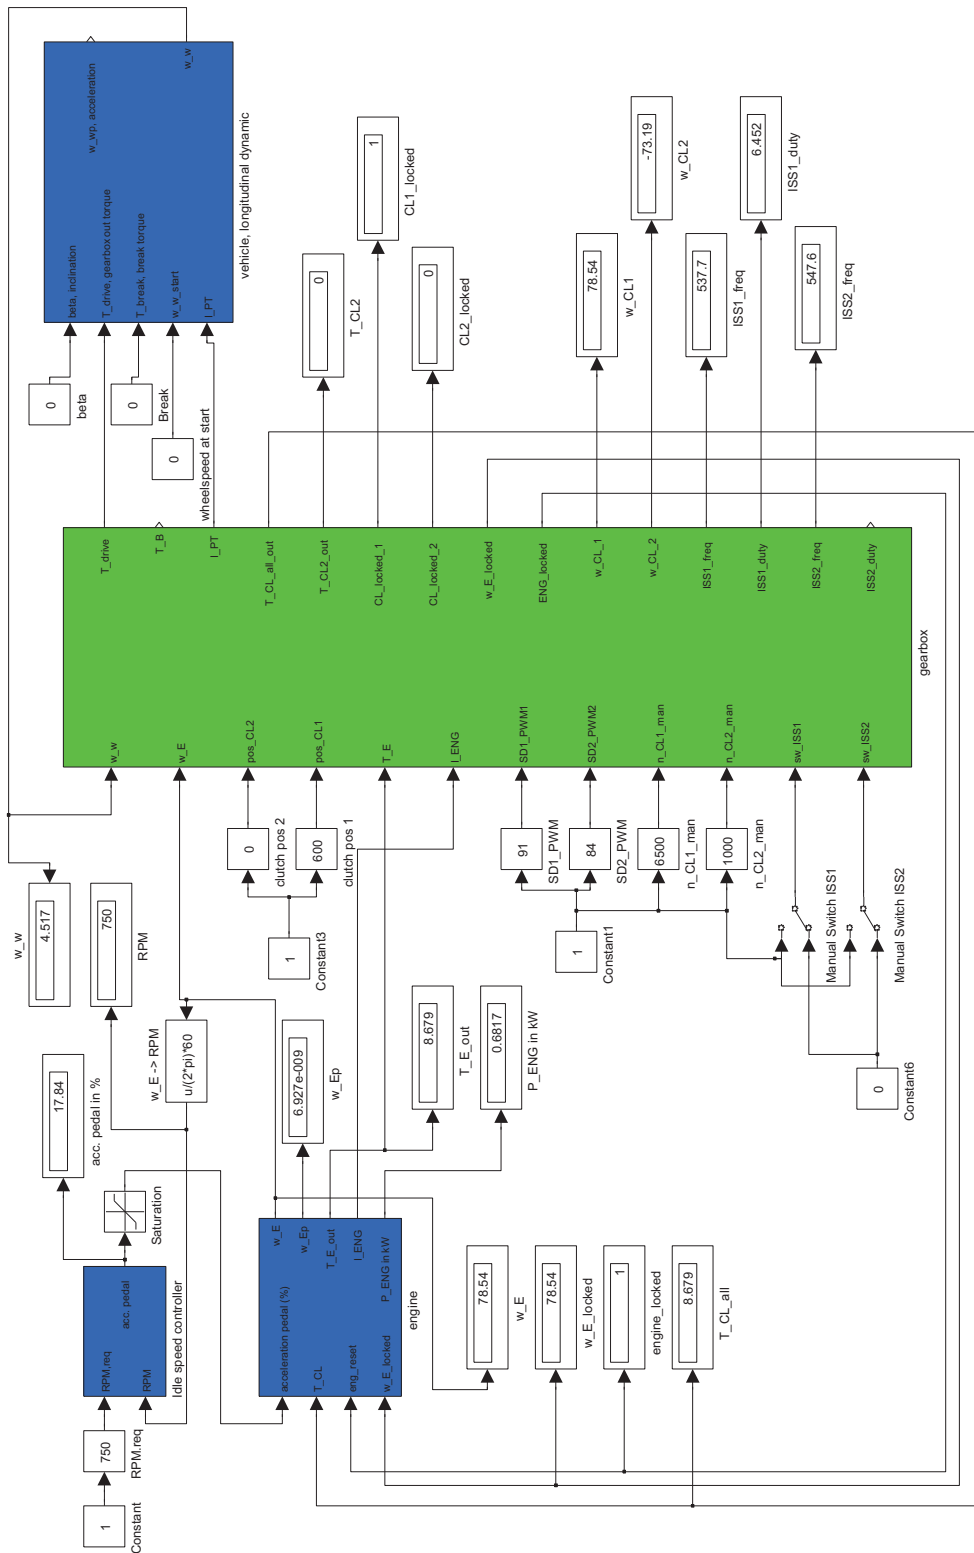 1
Constant
750
RPM.req
RPM.req
RPM
acc. pedal
Idle speed controller
Saturation
17.84
acc. pedal in %
w_w
4.517
750
RPM
w_E -> RPM
u/(2*pi)*60
acceleration pedal (%)
T_CL
eng_reset
w_E_locked
w_E
w_Ep
T_E_out
I_ENG
P_ENG in kW
engine
6.927e-009
w_Ep
8.679
T_E_out
0.6817
P_ENG in kW
78.54
w_E
78.54
w_E_locked
1
engine_locked
8.679
T_CL_all
1
Constant3
0
clutch pos 2
600
clutch pos 1
1
Constant1
91
SD1_PWM
84
SD2_PWM
6500
n_CL1_man
1000
n_CL2_man
Manual Switch ISS1
Manual Switch ISS2
0
Constant6
w_w
w_E
pos_CL2
pos_CL1
T_E
I_ENG
SD1_PWM1
SD2_PWM2
n_CL1_man
n_CL2_man
sw_ISS1
sw_ISS2
T_drive
T_B
I_PT
T_CL_all_out
T_CL2_out
CL_locked_1
CL_locked_2
w_E_locked
ENG_locked
w_CL_1
w_CL_2
ISS1_freq
ISS1_duty
ISS2_freq
ISS2_duty
gearbox
0
beta
0
Break
0
wheelspeed at start
beta, inclination
T_drive, gearbox out torque
T_break, break torque
w_w_start
I_PT
w_wp, acceleration
w_w
vehicle, longitudinal dynamic
0
T_CL2
1
CL1_locked
0
CL2_locked
78.54
w_CL1
-73.19
w_CL2
537.7
ISS1_freq
6.452
ISS1_duty
547.6
ISS2_freq